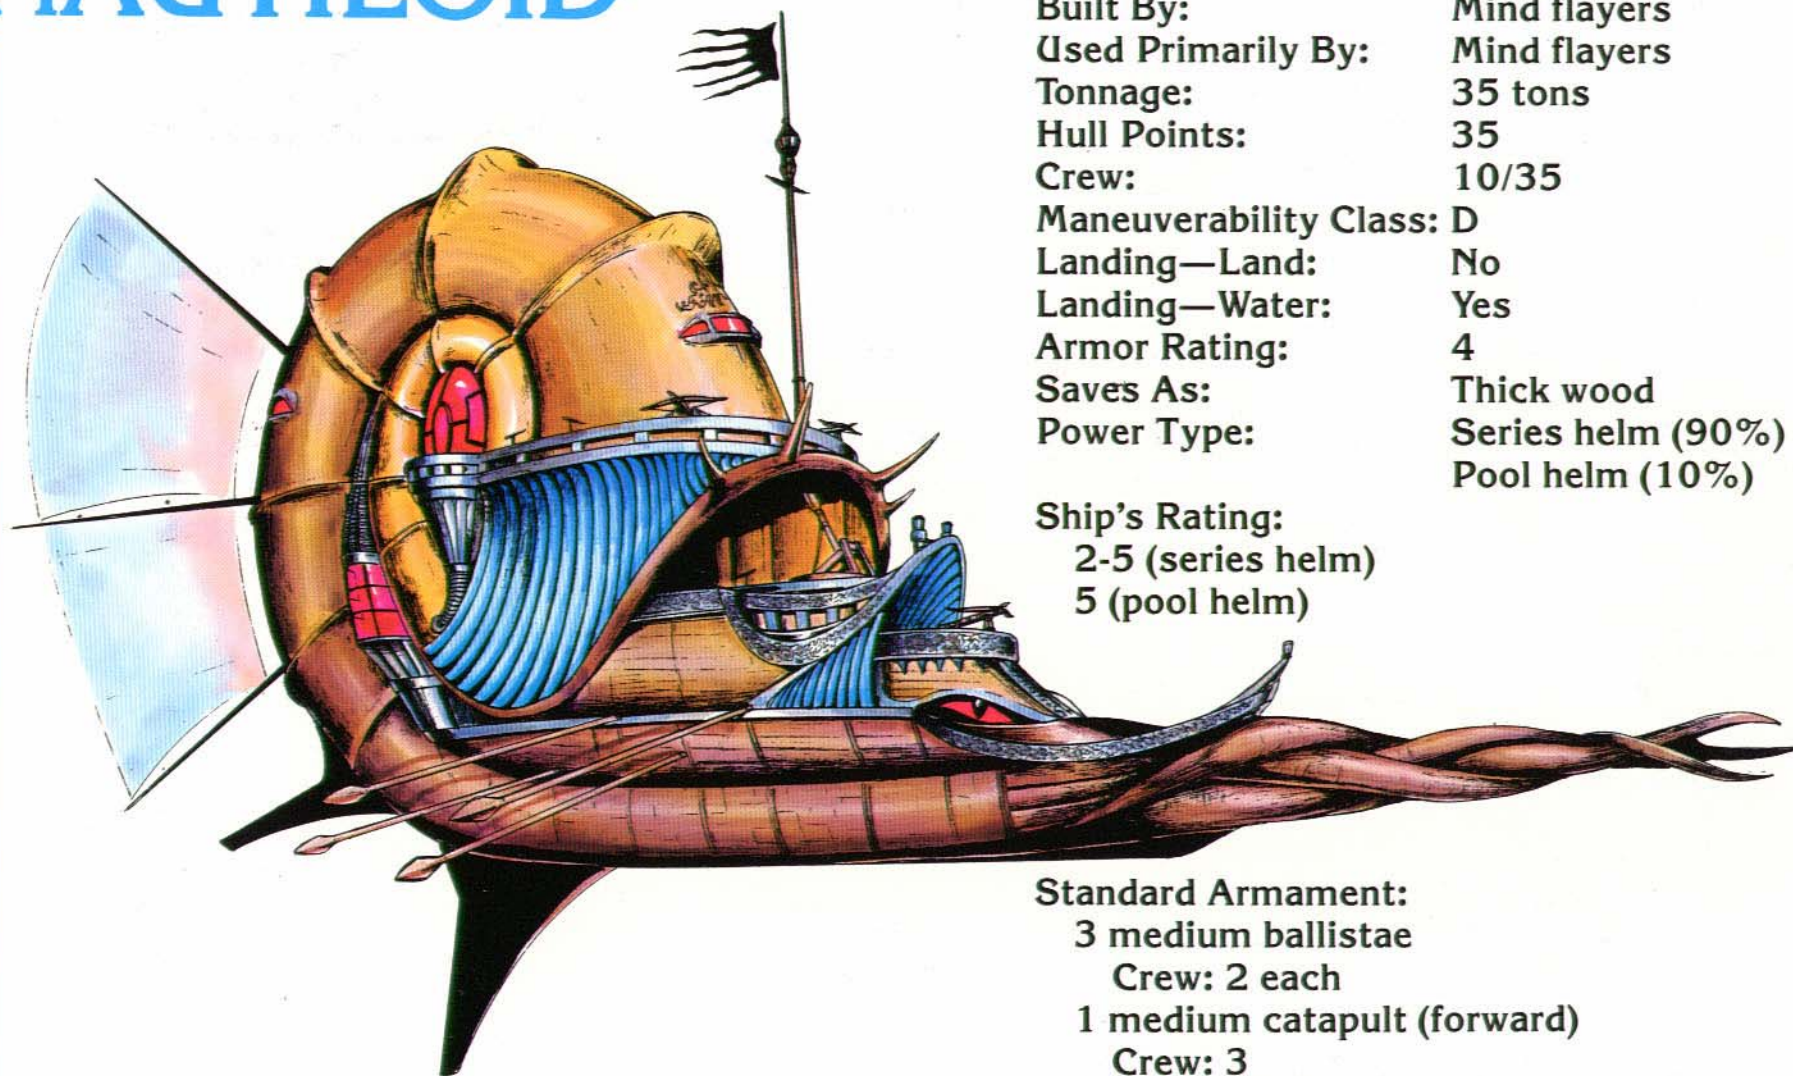 Built By: Mind flayers
Used Primarily By: Mind flayers
Tonnage: 35 tons
Hull Points: 35
Crew: 10/35
Maneuverability Class: D
Landing—Land: No
Landing—Water: Yes
Armor Rating: 4
Saves As: Thick wood
Power Type: Series helm (90%)
Pool helm (10%)
Ship's Rating:
2-5 (series helm)
5 (pool helm)
Standard Armament:
3 medium ballistae
Crew: 2 each
1 medium catapult (forward)
Crew: 3